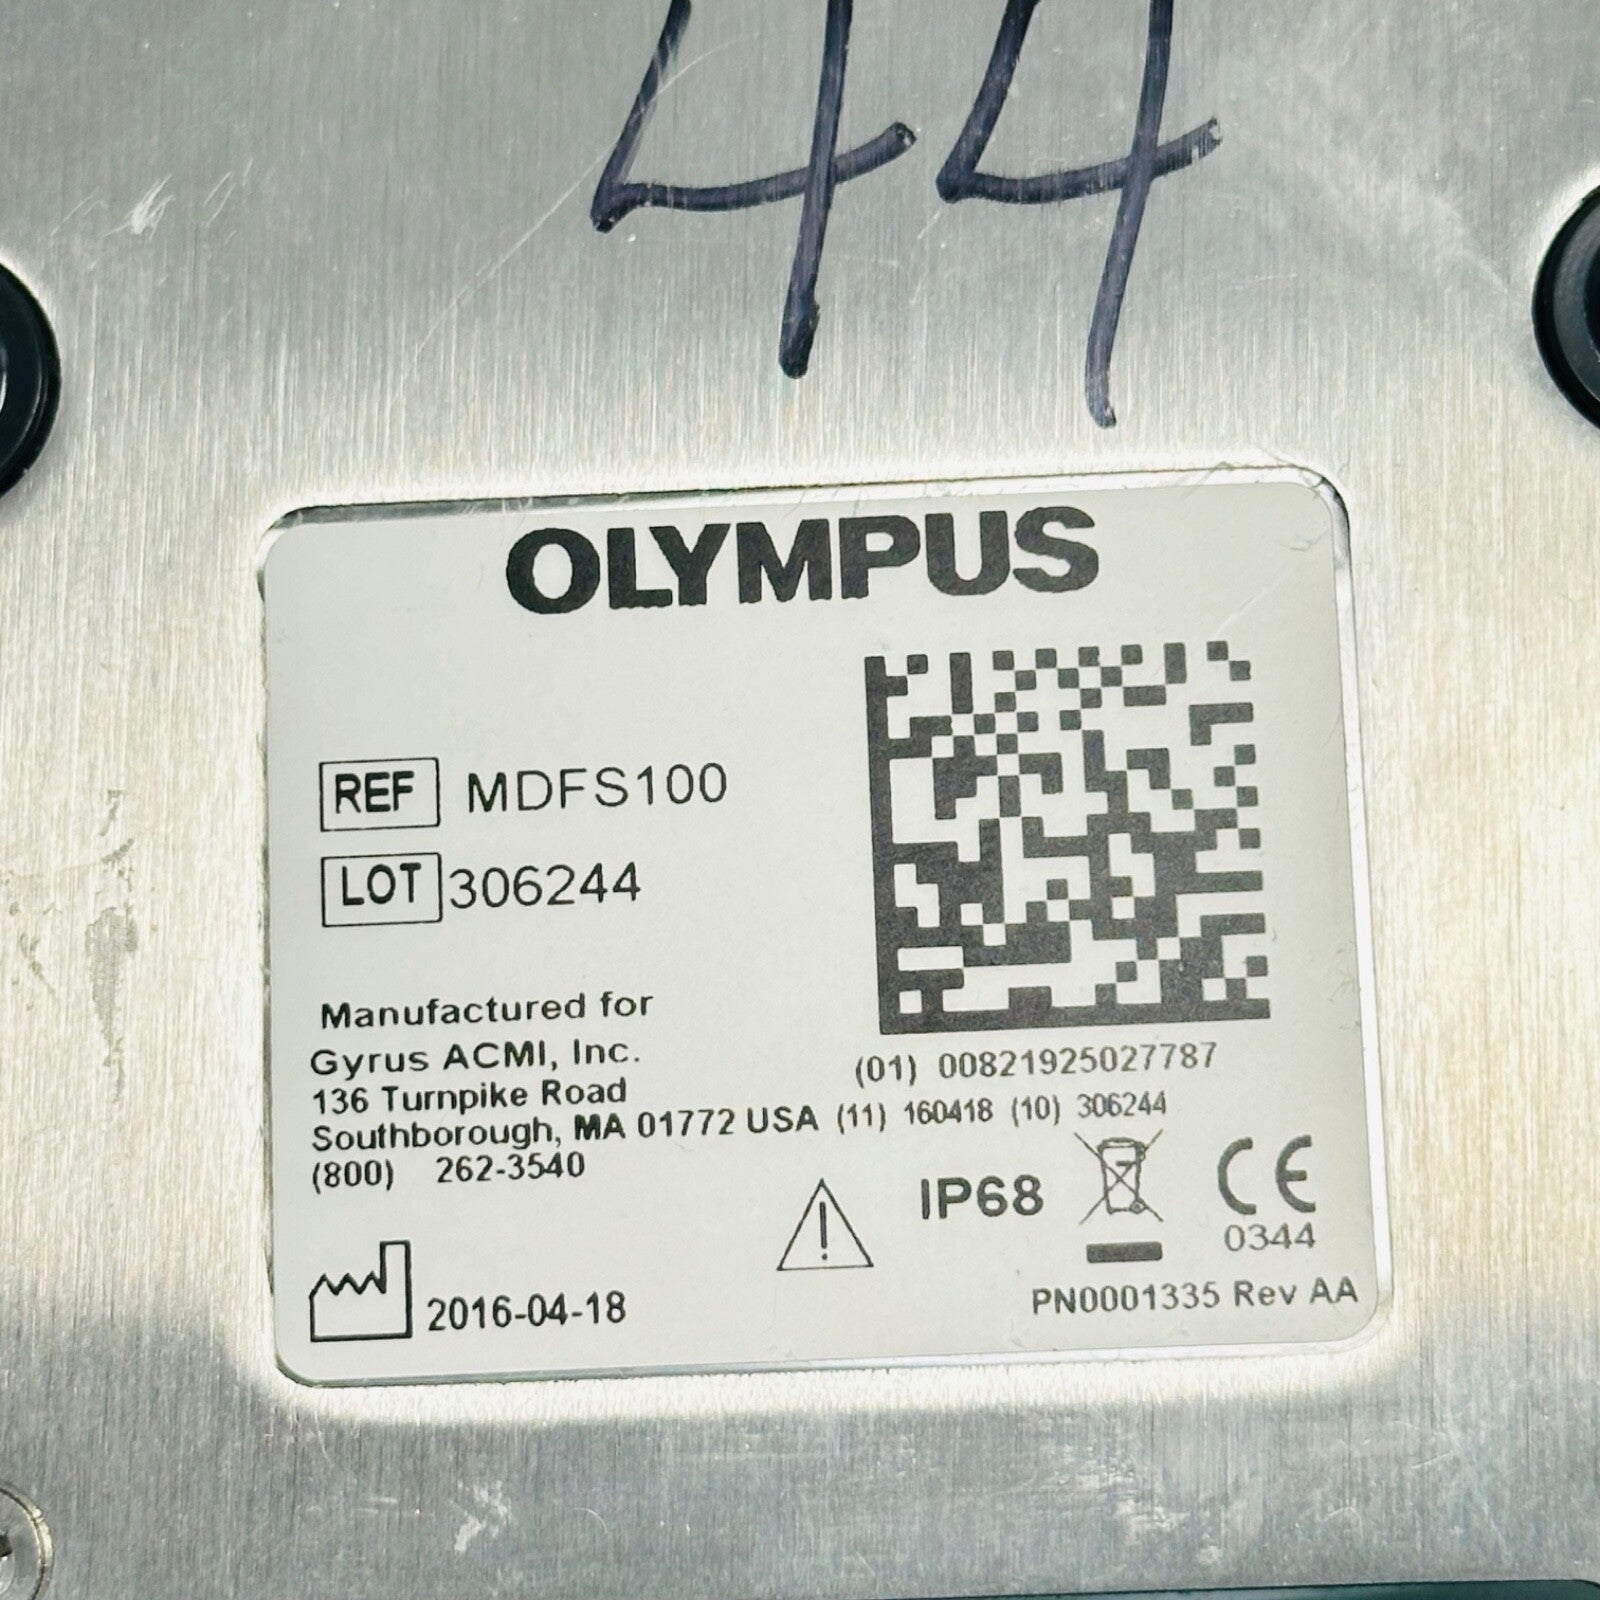 44
OLYMPUS
REF MDFS100
LOT 306244
Manufactured for
Gyrus ACMI, Inc.
136 Turnpike Road
Southborough, MA 01772 USA
(800) 262-3540
(01) 00821925027787
(11) 160418 (10) 306244
IP68
CE
0344
2016-04-18
PN0001335 Rev AA